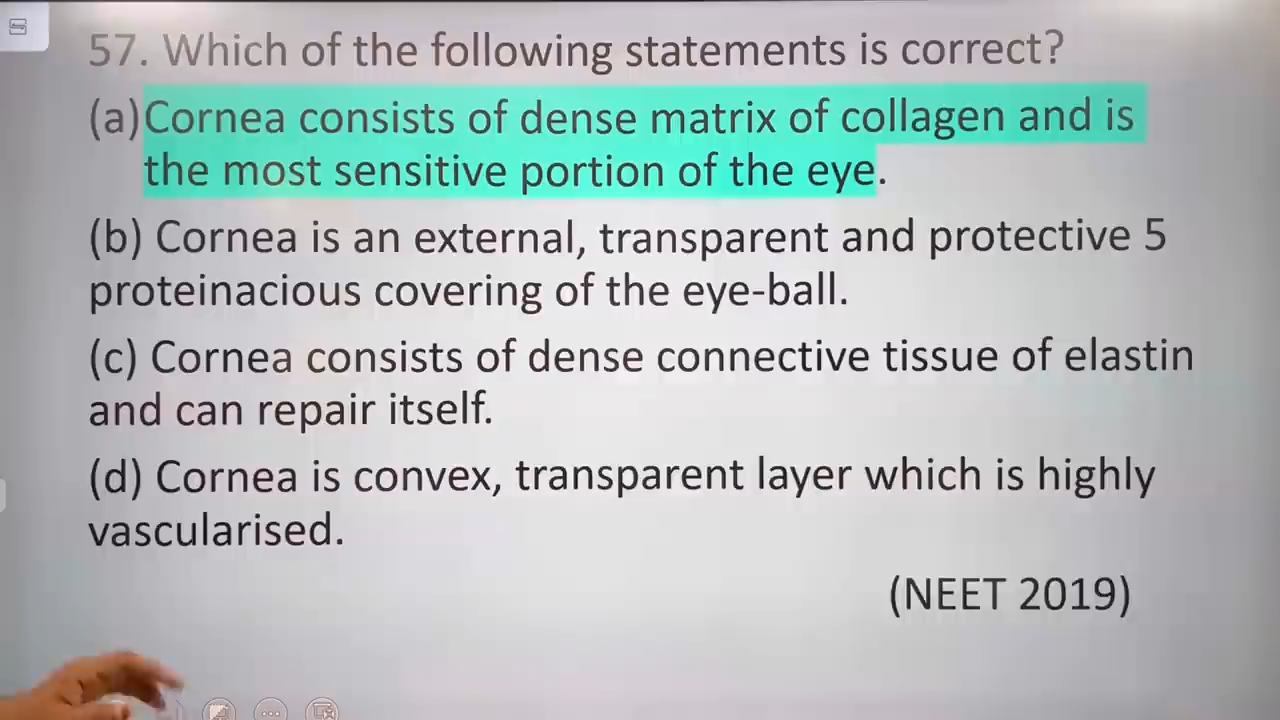 57. Which of the following statements is correct?
(a) Cornea consists of dense matrix of collagen and is
the most sensitive portion of the eye.
(b) Cornea is an external, transparent and protective 5
proteinacious covering of the eye-ball.
(c) Cornea consists of dense connective tissue of elastin
and can repair itself.
(d) Cornea is convex, transparent layer which is highly
vascularised.
(NEET 2019)